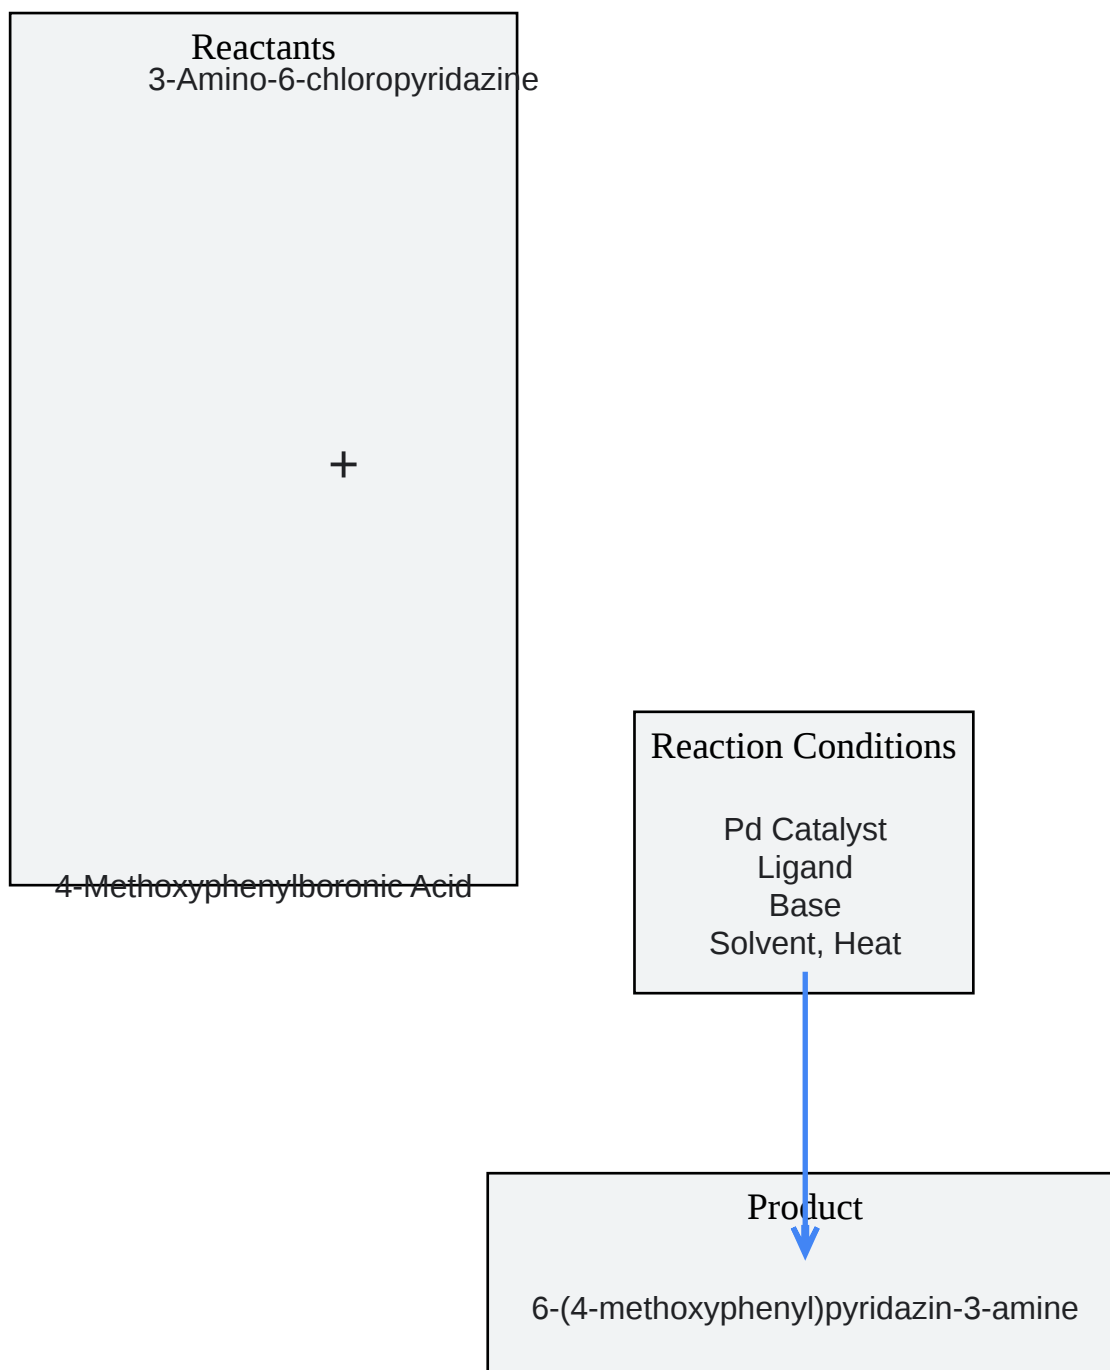 Reactants
3-Amino-6-chloropyridazine
+
4-Methoxyphenylboronic Acid
Reaction Conditions
Pd Catalyst
Ligand
Base
Solvent, Heat
Product
6-(4-methoxyphenyl)pyridazin-3-amine